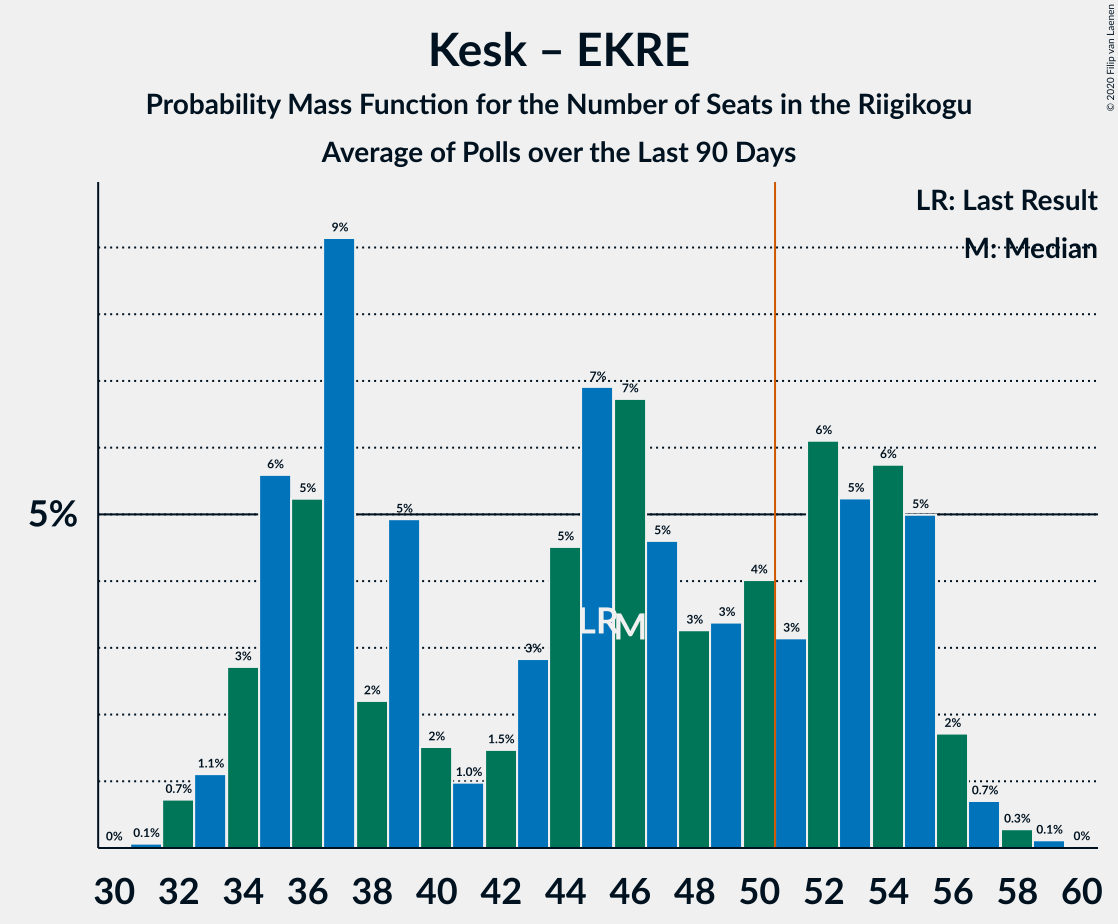 Kesk – EKRE
Probability Mass Function for the Number of Seats in the Riigikogu
Average of Polls over the Last 90 Days
© 2020 Filip van Laenen
LR: Last Result
M: Median
5%
0% 0.1% 0.7% 1.1% 3% 6% 5% 9% 2% 5% 2% 1.0% 1.5% 3% 5% 7% 7% 5% 3% 3% 4% 3% 6% 5% 6% 5% 2% 0.7% 0.3% 0.1% 0%
LR M
30 32 34 36 38 40 42 44 46 48 50 52 54 56 58 60